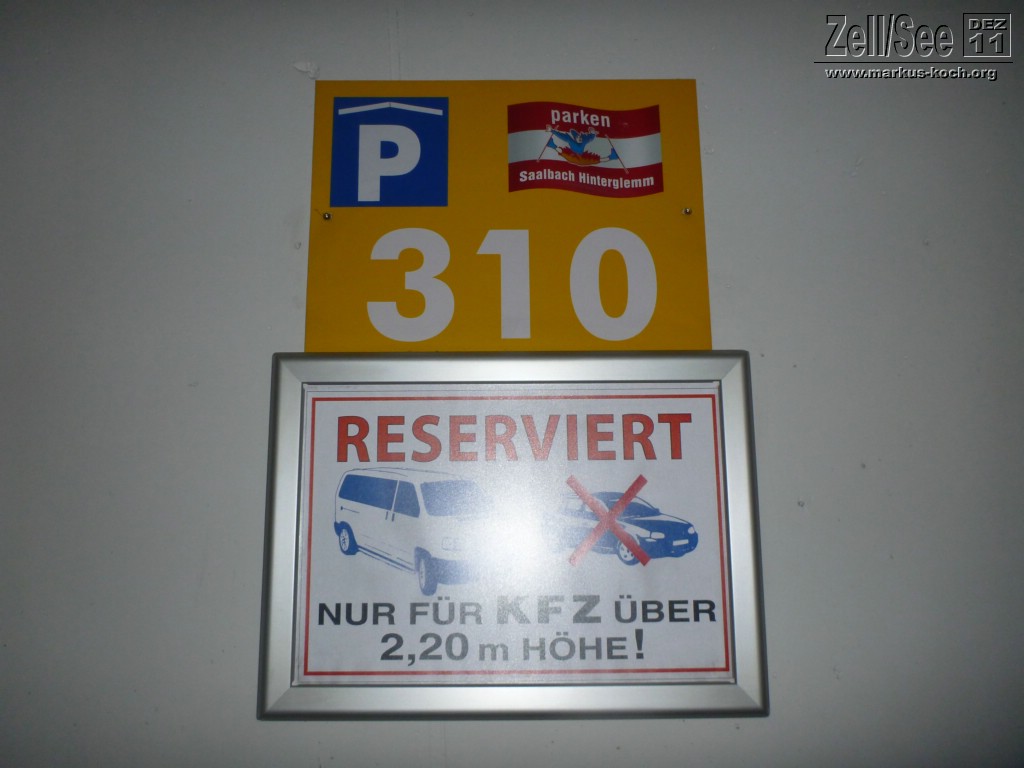 Zell/See DEZ 11
www.markus-koch.org
P
parken
Saalbach Hinterglemm
310
RESERVIERT
NUR FÜR KFZ ÜBER
2,20 m HÖHE!